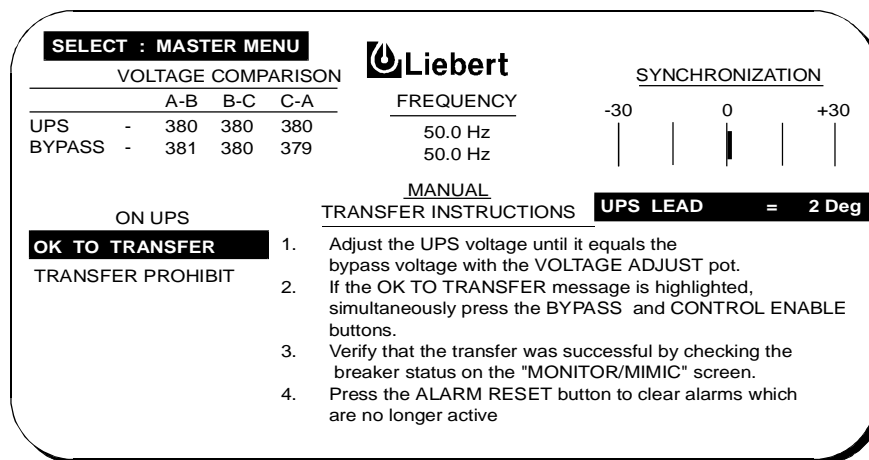 SELECT : MASTER MENU
Liebert
VOLTAGE COMPARISON
A-B B-C C-A
UPS - 380 380 380
BYPASS - 381 380 379
FREQUENCY
50.0 Hz
50.0 Hz
SYNCHRONIZATION
-30 0 +30
UPS LEAD = 2 Deg
ON UPS
OK TO TRANSFER
TRANSFER PROHIBIT
MANUAL
TRANSFER INSTRUCTIONS
1. Adjust the UPS voltage until it equals the
bypass voltage with the VOLTAGE ADJUST pot.
2. If the OK TO TRANSFER message is highlighted,
simultaneously press the BYPASS and CONTROL ENABLE
buttons.
3. Verify that the transfer was successful by checking the
breaker status on the "MONITOR/MIMIC" screen.
4. Press the ALARM RESET button to clear alarms which
are no longer active